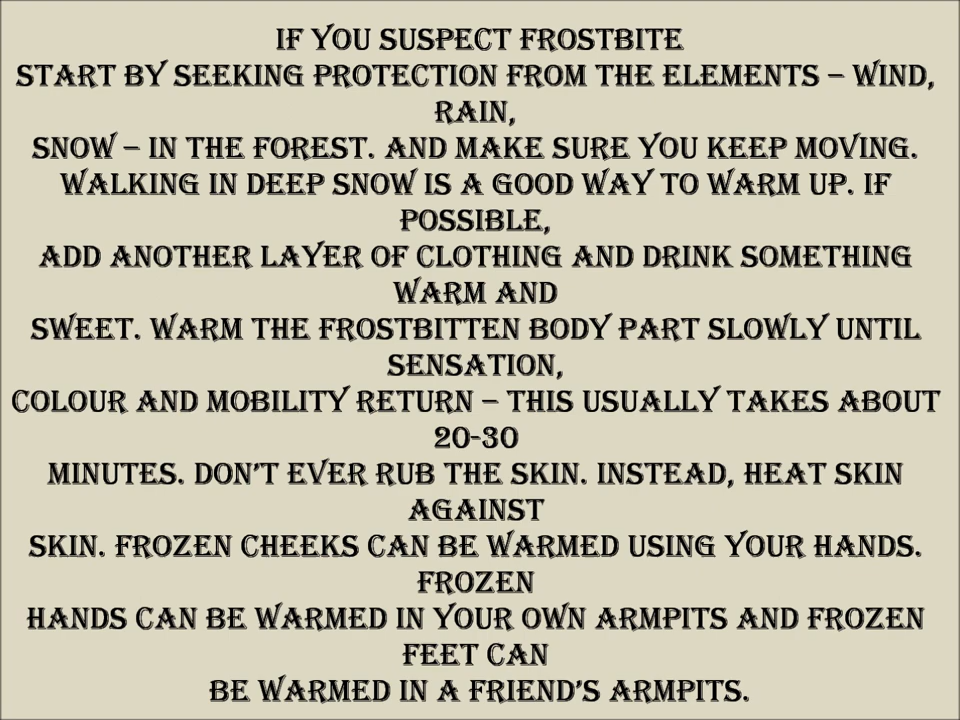 IF YOU SUSPECT FROSTBITE
START BY SEEKING PROTECTION FROM THE ELEMENTS – WIND,
RAIN,
SNOW – IN THE FOREST. AND MAKE SURE YOU KEEP MOVING.
WALKING IN DEEP SNOW IS A GOOD WAY TO WARM UP. IF
POSSIBLE,
ADD ANOTHER LAYER OF CLOTHING AND DRINK SOMETHING
WARM AND
SWEET. WARM THE FROSTBITTEN BODY PART SLOWLY UNTIL
SENSATION,
COLOUR AND MOBILITY RETURN – THIS USUALLY TAKES ABOUT
20-30
MINUTES. DON’T EVER RUB THE SKIN. INSTEAD, HEAT SKIN
AGAINST
SKIN. FROZEN CHEEKS CAN BE WARMED USING YOUR HANDS.
FROZEN
HANDS CAN BE WARMED IN YOUR OWN ARMPITS AND FROZEN
FEET CAN
BE WARMED IN A FRIEND’S ARMPITS.